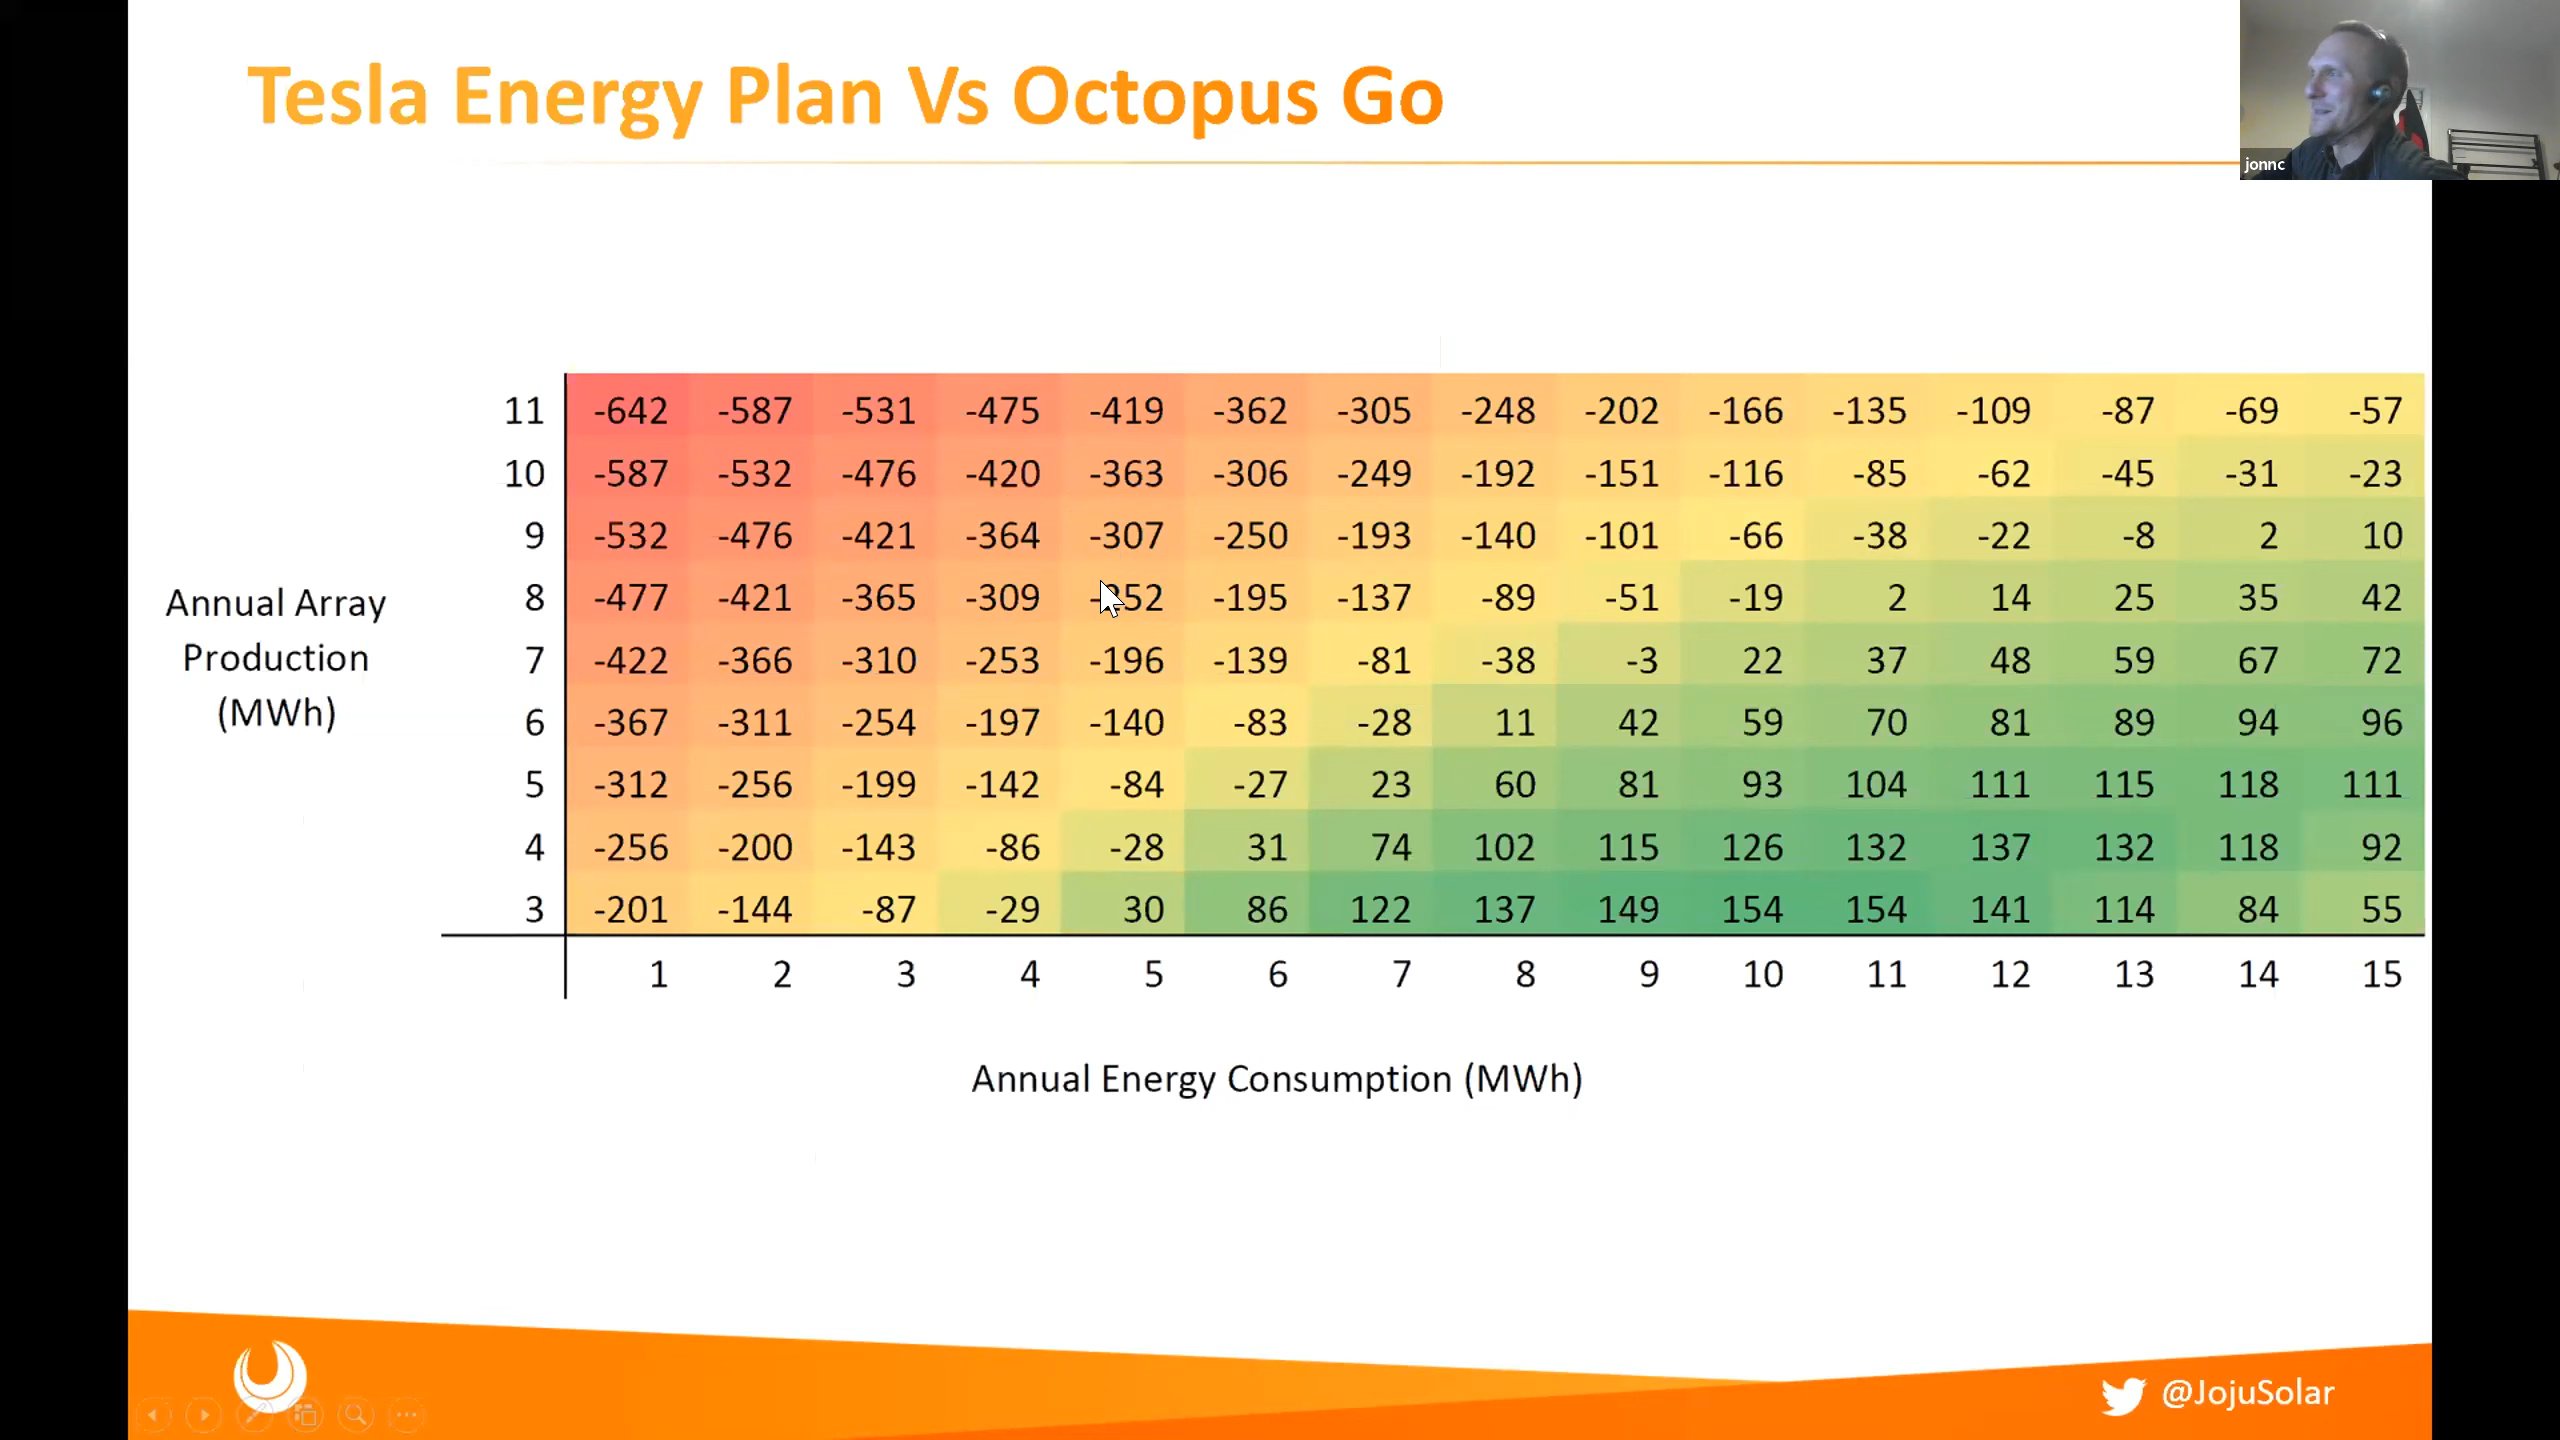 Tesla Energy Plan Vs Octopus Go
jonnc
11 -642 -587 -531 -475 -419 -362 -305 -248 -202 -166 -135 -109 -87 -69 -57
10 -587 -532 -476 -420 -363 -306 -249 -192 -151 -116 -85 -62 -45 -31 -23
9 -532 -476 -421 -364 -307 -250 -193 -140 -101 -66 -38 -22 -8 2 10
Annual Array
Production
(MWh)
8 -477 -421 -365 -309 -195 -137 -89 -51 -19 2 14 25 35 42
7 -422 -366 -310 -253 -196 -139 -81 -38 -3 22 37 48 59 67 72
6 -367 -311 -254 -197 -140 -83 -28 11 42 59 70 81 89 94 96
5 -312 -256 -199 -142 -84 -27 23 60 81 93 104 111 115 118 111
4 -256 -200 -143 -86 -28 31 74 102 115 126 132 137 132 118 92
3 -201 -144 -87 -29 30 86 122 137 149 154 154 141 114 84 55
1 2 3 4 5 6 7 8 9 10 11 12 13 14 15
Annual Energy Consumption (MWh)
@JojuSolar